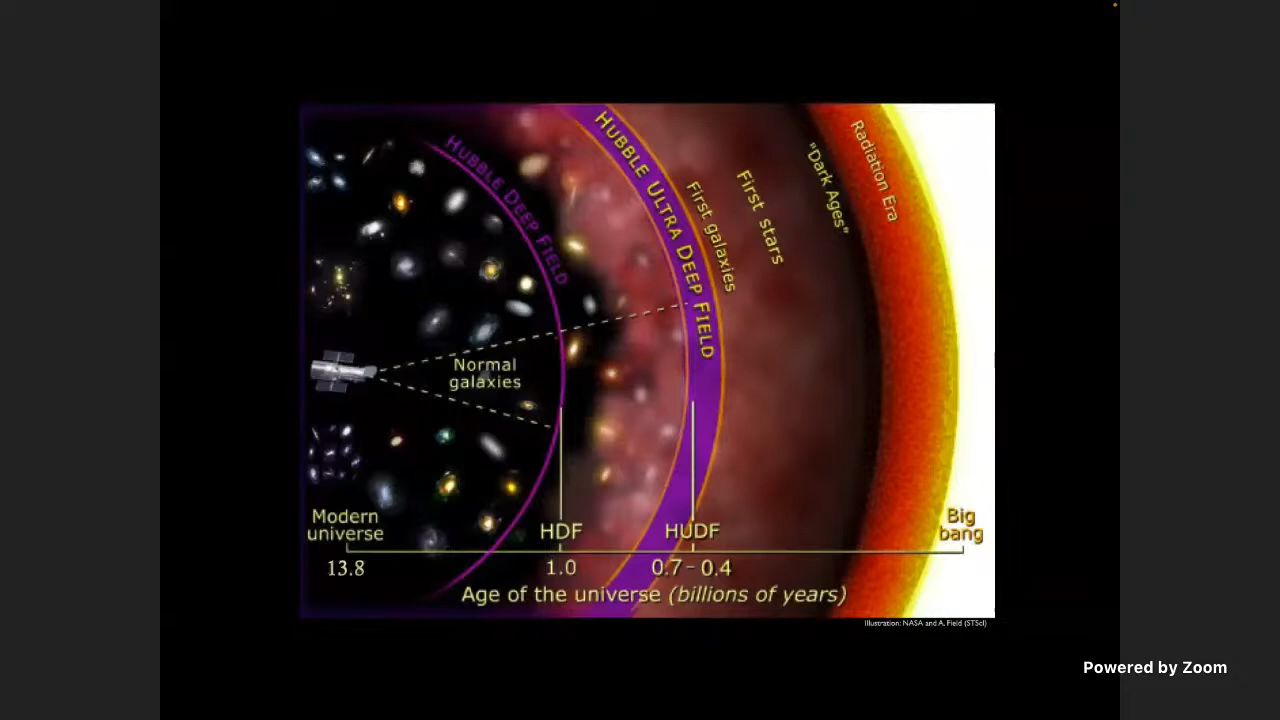 HUBBLE DEEP FIELD
HUBBLE ULTRA DEEP FIELD
First galaxies
First stars
"Dark Ages"
Radiation Era
Normal
galaxies
Modern
universe
HDF
HUDF
Big
bang
13.8
1.0
0.7 - 0.4
Age of the universe (billions of years)
Illustration: NASA and A. Field (STScI)
Powered by Zoom